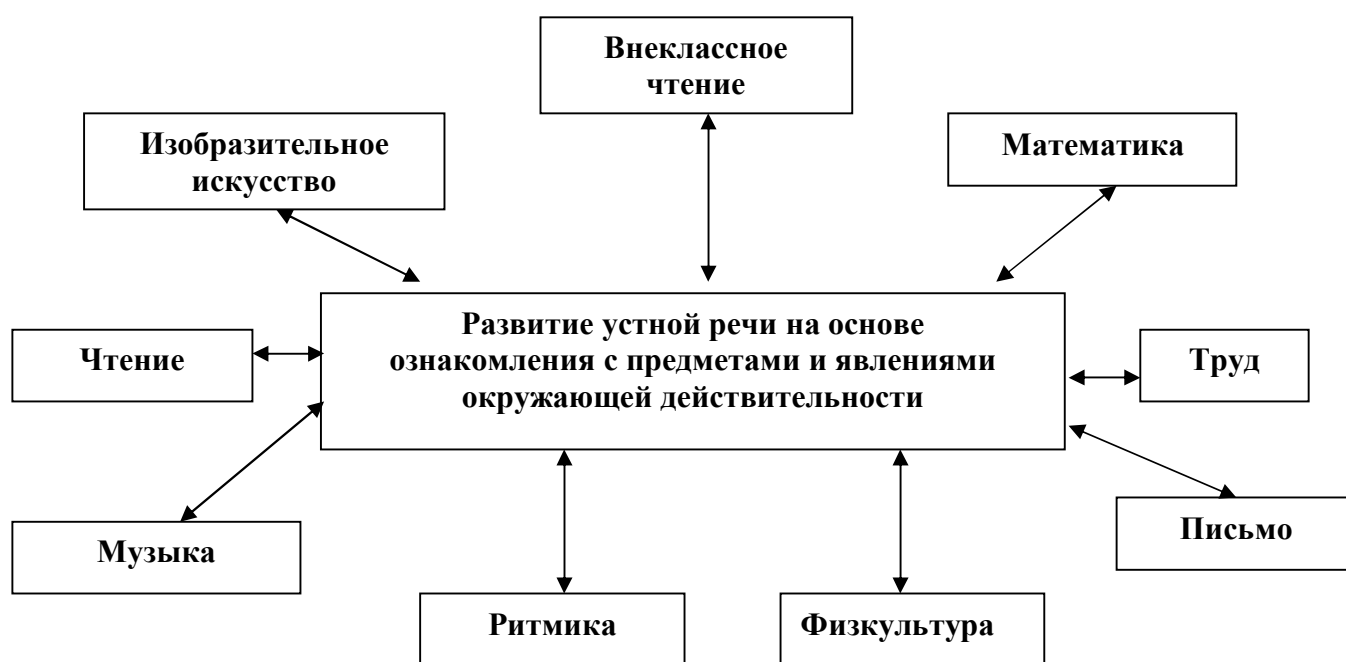 Внеклассное
чтение
Изобразительное
искусство
Математика
Развитие устной речи на основе
ознакомления с предметами и явлениями
окружающей действительности
Чтение
Труд
Музыка
Письмо
Ритмика
Физкультура